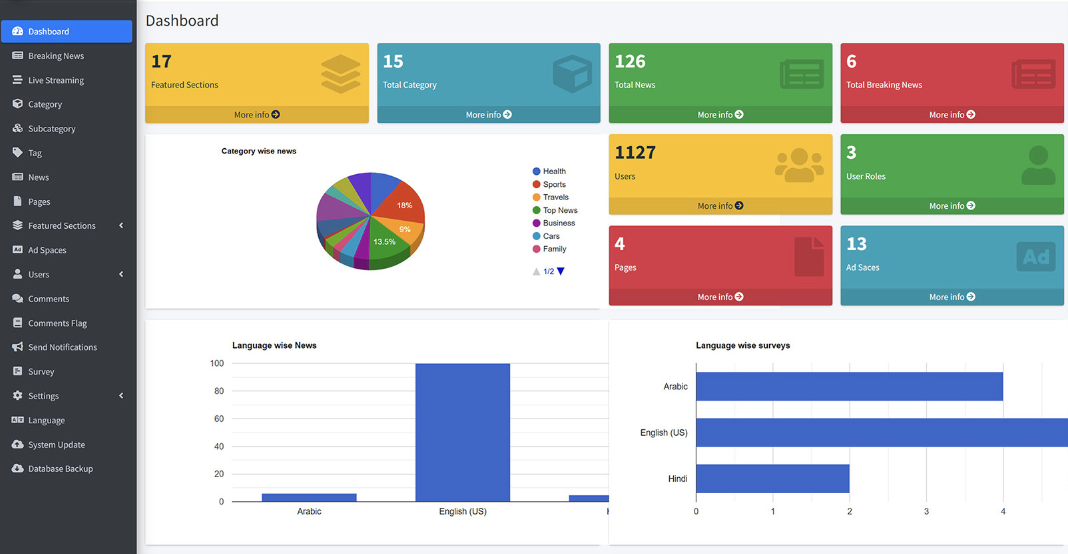 Dashboard
Breaking News
Live Streaming
Category
Subcategory
Tag
News
Pages
Featured Sections
Ad Spaces
Users
Comments
Comments Flag
Send Notifications
Survey
Settings
Language
System Update
Database Backup
Dashboard
17
Featured Sections
More info
15
Total Category
More info
126
Total News
More info
6
Total Breaking News
More info
Category wise news
18%
9%
13.5%
Health
Sports
Travels
Top News
Business
Cars
Family
1/2
1127
Users
More info
3
User Roles
More info
4
Pages
More info
13
Ad Saces
Ad
More info
Language wise News
100
80
60
40
20
0
Arabic
English (US)
Language wise surveys
Arabic
English (US)
Hindi
0
1
2
3
4